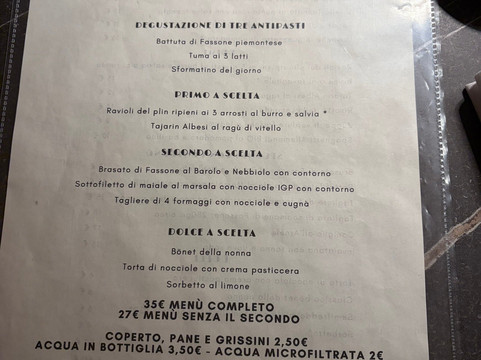 DEGUSTAZIONE DI TRE ANTIPASTI
Battuta di Fassone piemontese
Tuma ai 3 latti
Sformatino del giorno
PRIMO A SCELTA
Ravioli del plin ripieni ai 3 arrosti al burro e salvia *
Tajarin Albesi al ragù di vitello
SECONDO A SCELTA
Brasato di Fassone al Barolo e Nebbiolo con contorno
Sottofiletto di maiale al marsala con nocciole IGP con contorno
Tagliere di 4 formaggi con nocciole e cugnà
DOLCE A SCELTA
Bönet della nonna
Torta di nocciole con crema pasticcera
Sorbetto al limone
35€ MENÙ COMPLETO
27€ MENÙ SENZA IL SECONDO
COPERTO, PANE E GRISSINI 2,50€
ACQUA IN BOTTIGLIA 3,50€ - ACQUA MICROFILTRATA 2€